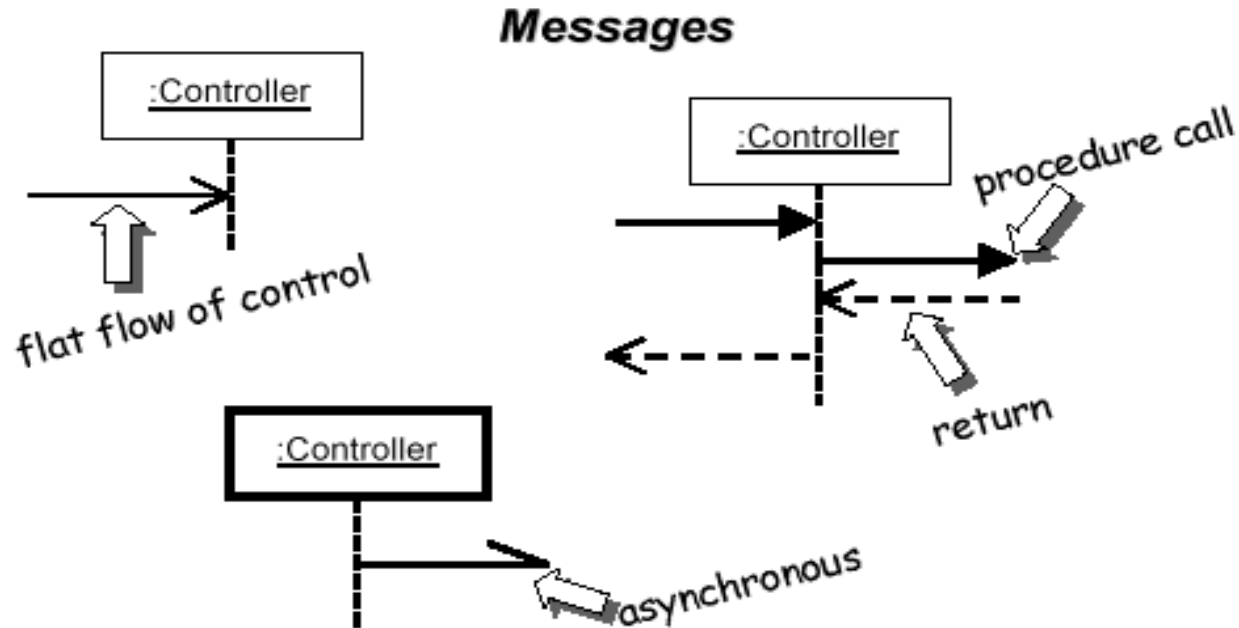 Messages
:Controller
flat flow of control
:Controller
procedure call
return
:Controller
asynchronous